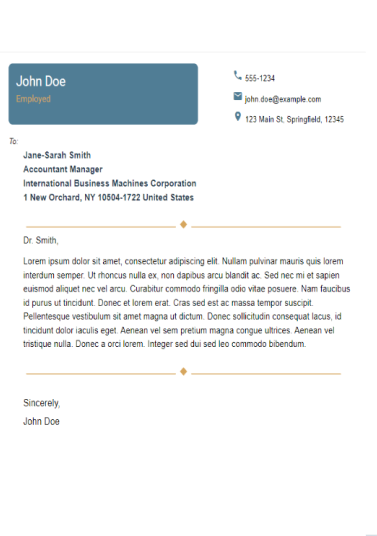 John Doe
Employed
555-1234
john.doe@example.com
123 Main St, Springfield, 12345
To:
Jane-Sarah Smith
Accountant Manager
International Business Machines Corporation
1 New Orchard, NY 10504-1722 United States
Dr. Smith,
Lorem ipsum dolor sit amet, consectetur adipiscing elit. Nullam pulvinar mauris quis lorem
interdum semper. Ut rhoncus nulla ex, non dapibus arcu blandit ac. Sed nec mi et sapien
euismod aliquet nec vel arcu. Curabitur commodo fringilla odio vitae posuere. Nam faucibus
id purus ut tincidunt. Donec et lorem erat. Cras sed est ac massa tempor suscipit.
Pellentesque vestibulum sit amet magna ut dictum. Donec sollicitudin consequat lacus, id
tincidunt dolor iaculis eget. Aenean vel sem pretium magna congue ultrices. Aenean vel
tristique nulla. Donec a orci lorem. Integer sed dui sed leo commodo bibendum.
Sincerely,
John Doe